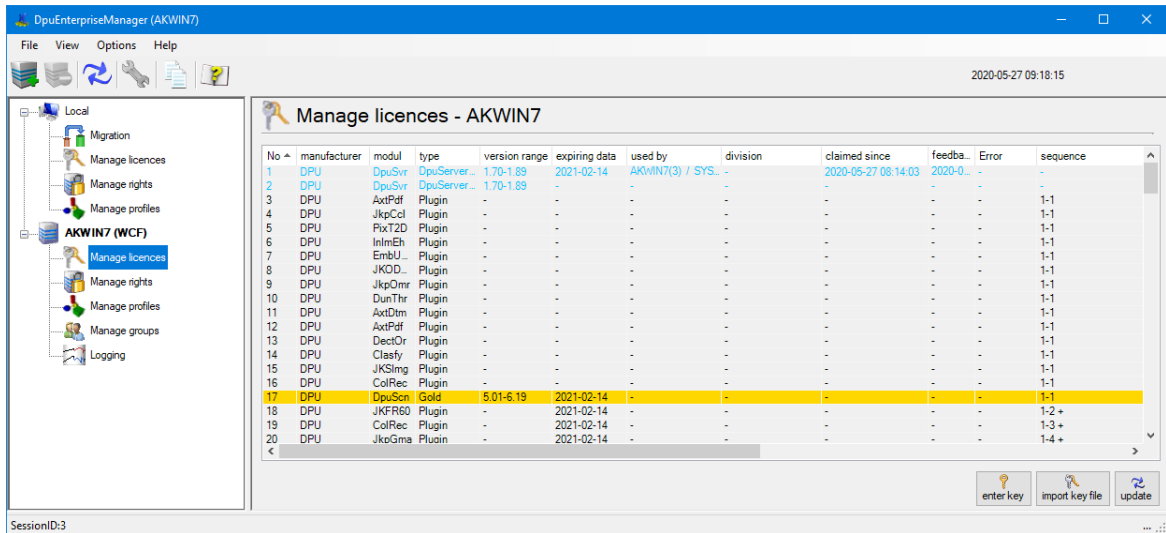 DpuEnterpriseManager (AKWIN7)
File View Options Help
2020-05-27 09:18:15
Local
Migration
Manage licences
Manage rights
Manage profiles
AKWIN7 (WCF)
Manage licences
Manage rights
Manage profiles
Manage groups
Logging
Manage licences - AKWIN7
No manufacturer modul type version range expiring data used by division claimed since feedba... Error sequence
1 DPU DpuSvr DpuServer... 1.70-1.89 2021-02-14 AKWIN7(3) / SYS... - 2020-05-27 08:14:03 2020-0... - -
2 DPU DpuSvr DpuServer... 1.70-1.89 - - - - - - -
3 DPU AxtPdf Plugin - - - - - - - 1-1
4 DPU JkpCcl Plugin - - - - - - - 1-1
5 DPU PixT2D Plugin - - - - - - - 1-1
6 DPU InImEh Plugin - - - - - - - 1-1
7 DPU EmbU... Plugin - - - - - - - 1-1
8 DPU JKOD... Plugin - - - - - - - 1-1
9 DPU JkpOmr Plugin - - - - - - - 1-1
10 DPU DunThr Plugin - - - - - - - 1-1
11 DPU AxtDtm Plugin - - - - - - - 1-1
12 DPU AxtPdf Plugin - - - - - - - 1-1
13 DPU DectOr Plugin - - - - - - - 1-1
14 DPU Clasfy Plugin - - - - - - - 1-1
15 DPU JKSImg Plugin - - - - - - - 1-1
16 DPU ColRec Plugin - - - - - - - 1-1
17 DPU DpuScn Gold 5.01-6.19 2021-02-14 - - - - - 1-1
18 DPU JKFR60 Plugin - 2021-02-14 - - - - - 1-2 +
19 DPU ColRec Plugin - 2021-02-14 - - - - - 1-3 +
20 DPU JkpGma Plugin - 2021-02-14 - - - - - 1-4 +
enter key import key file update
SessionID:3 ...